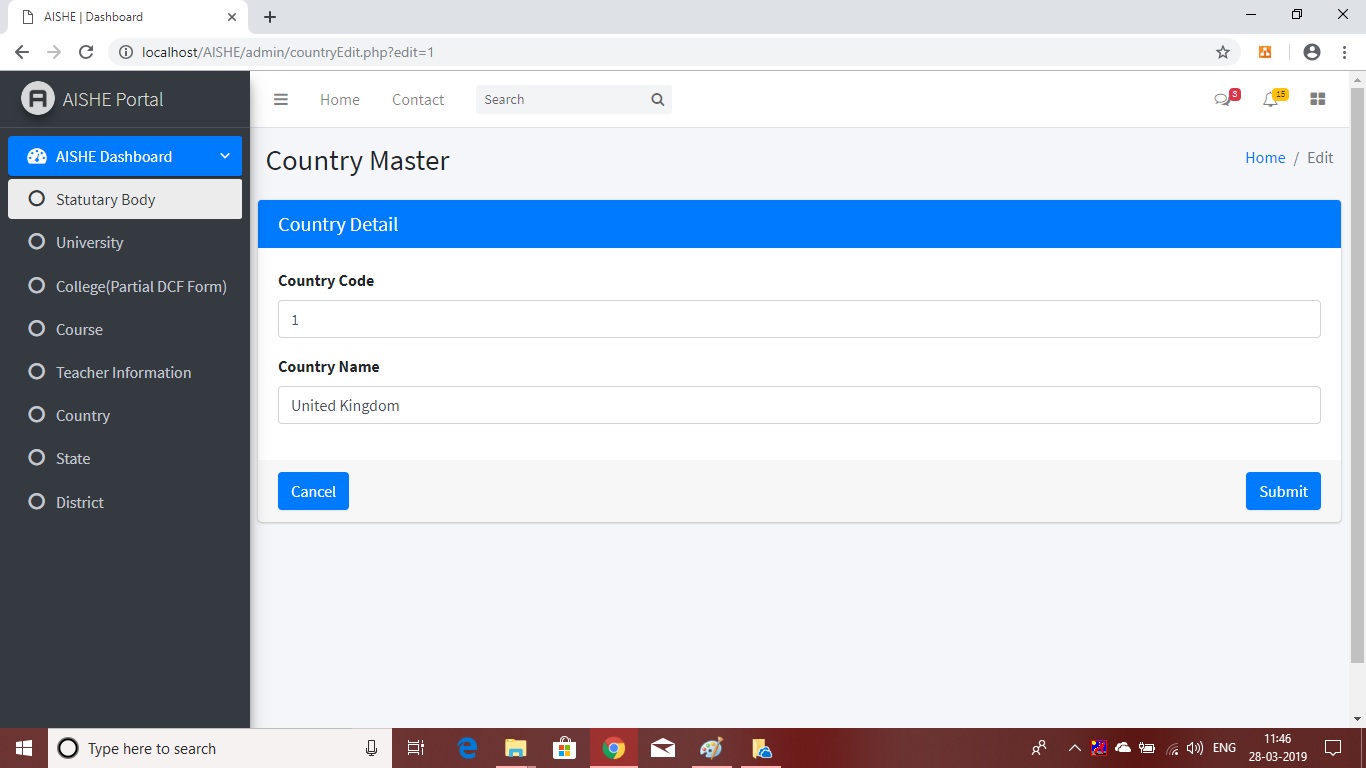 AISHE | Dashboard
localhost/AISHE/admin/countryEdit.php?edit=1
AISHE Portal
Home
Contact
Search
3
15
AISHE Dashboard
Statutary Body
University
College(Partial DCF Form)
Course
Teacher Information
Country
State
District
Country Master
Home / Edit
Country Detail
Country Code
1
Country Name
United Kingdom
Cancel
Submit
Type here to search
ENG
11:46
28-03-2019